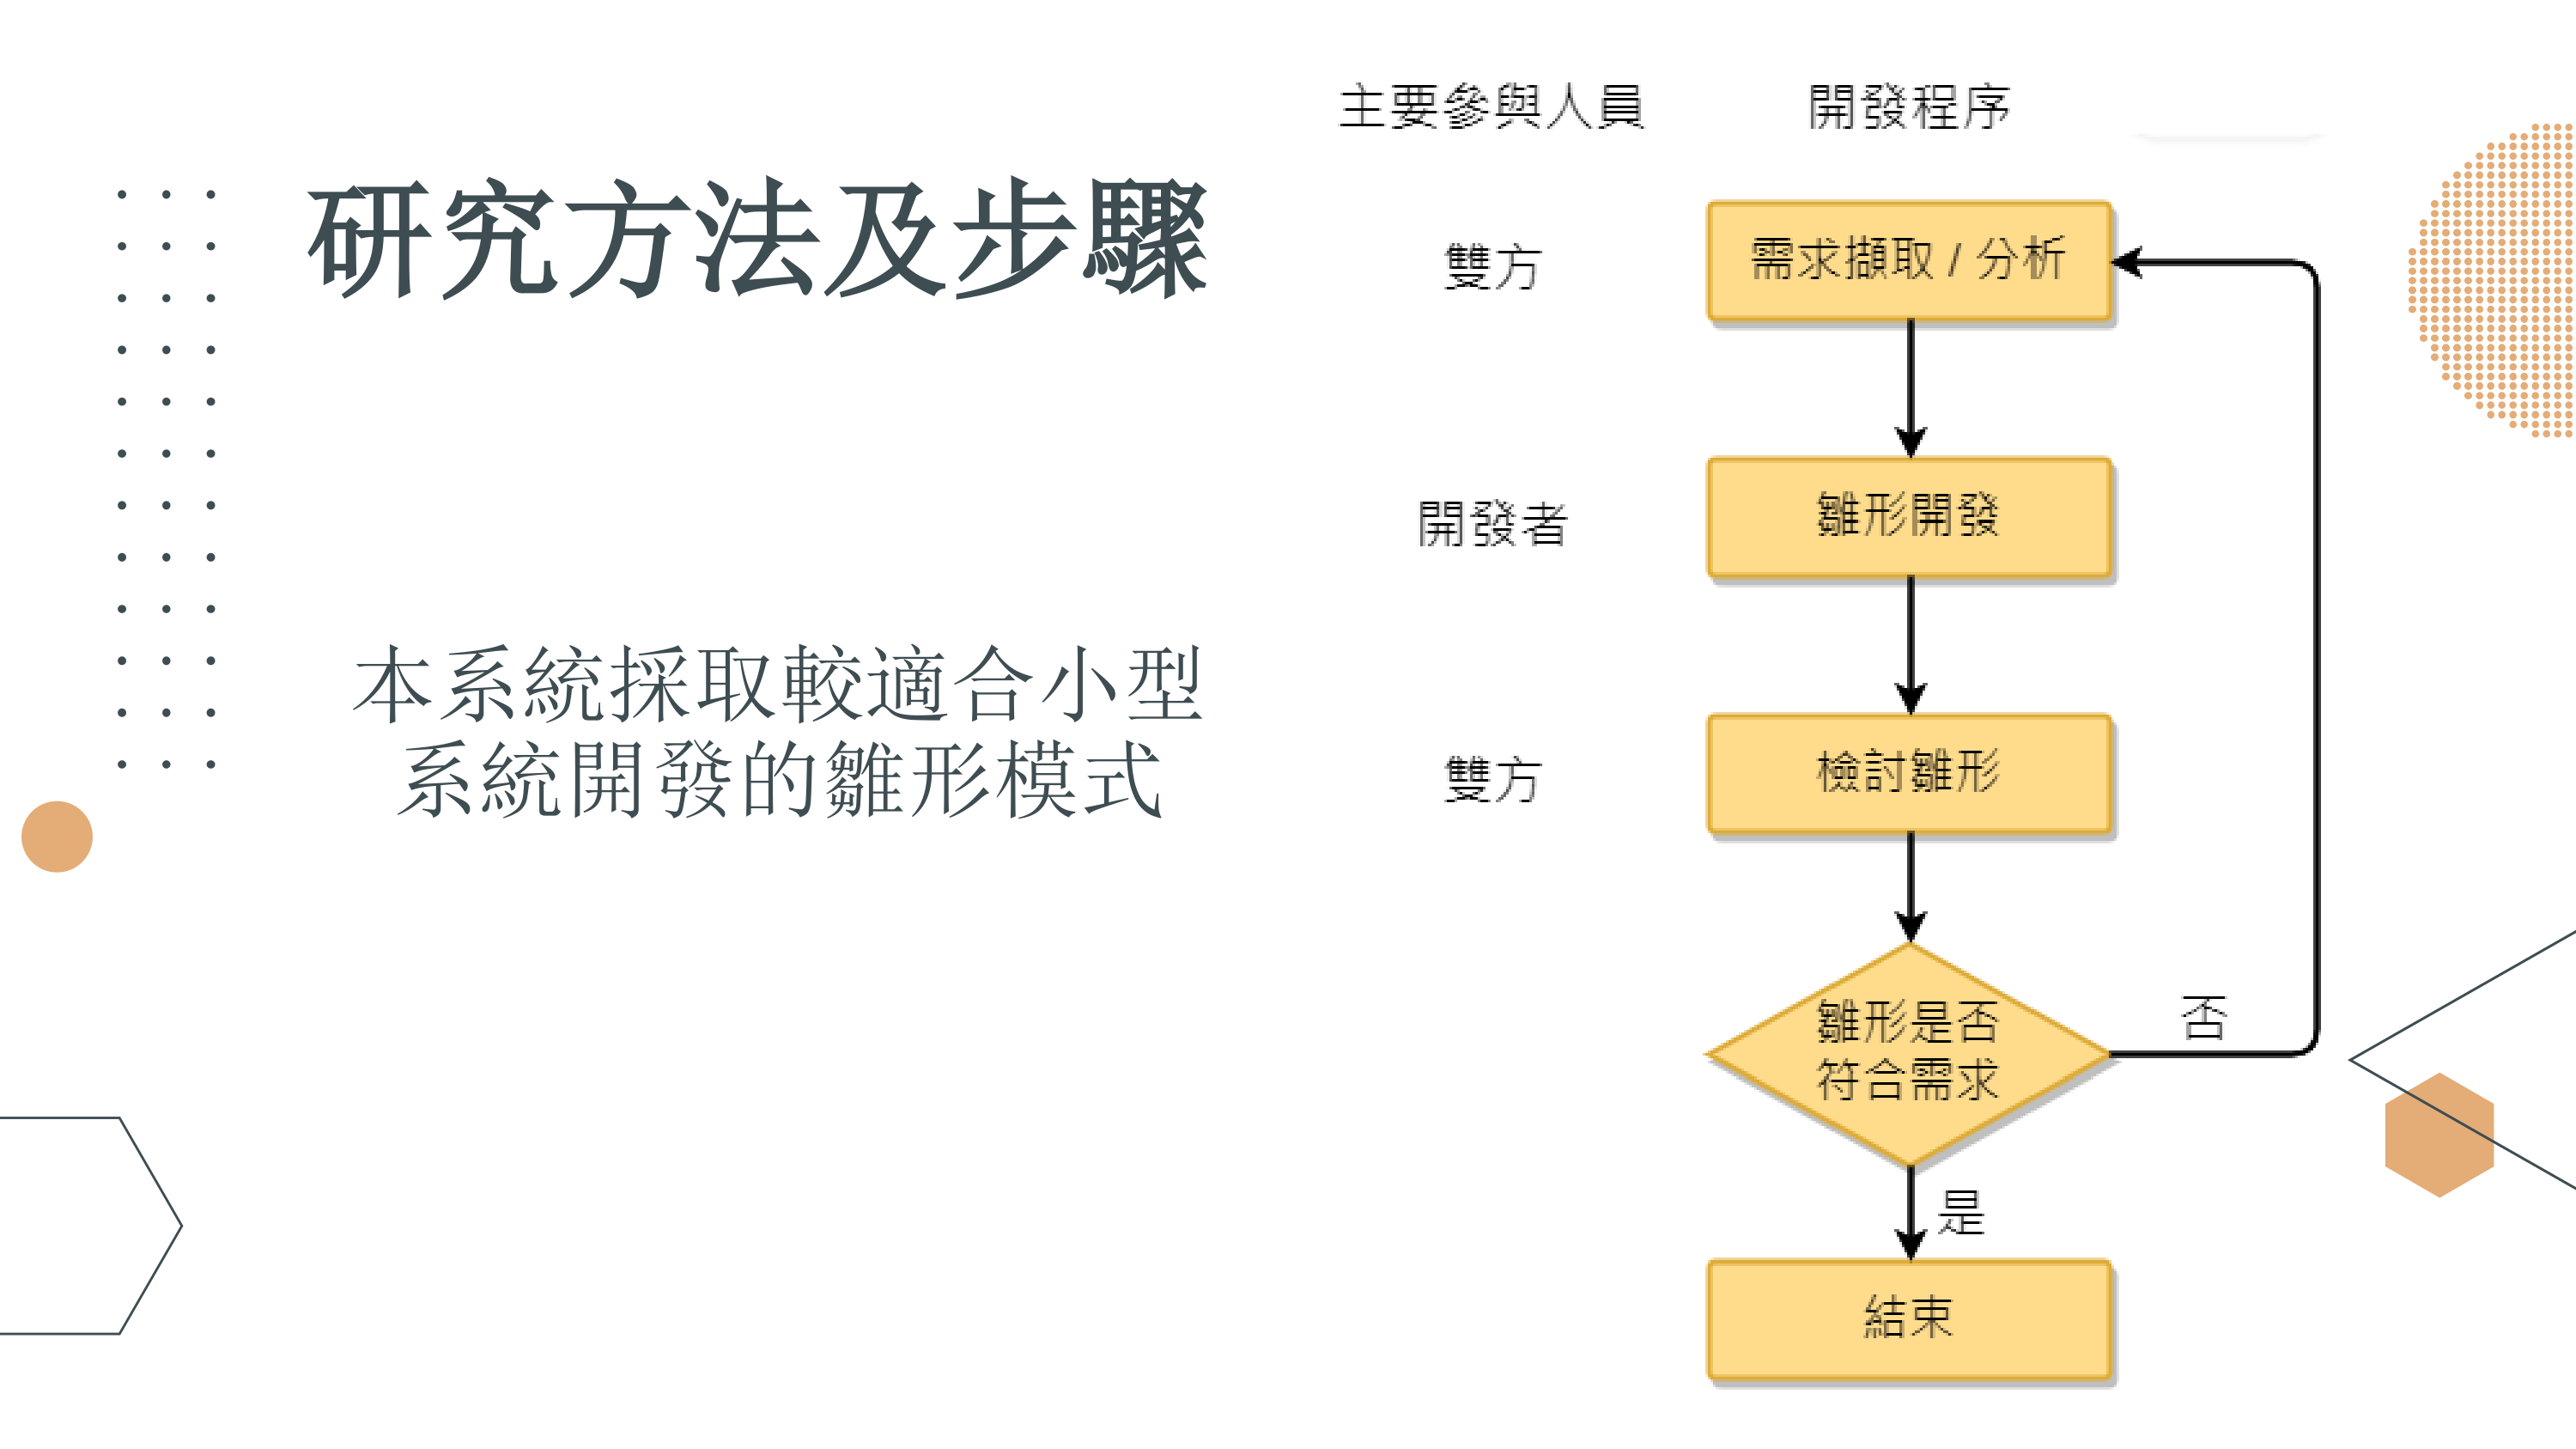 研究方法及步驟
本系統採取較適合小型
系統開發的雛形模式
主要參與人員
開發程序
雙方
需求擷取 / 分析
開發者
雛形開發
雙方
檢討雛形
雛形是否
符合需求
否
是
結束